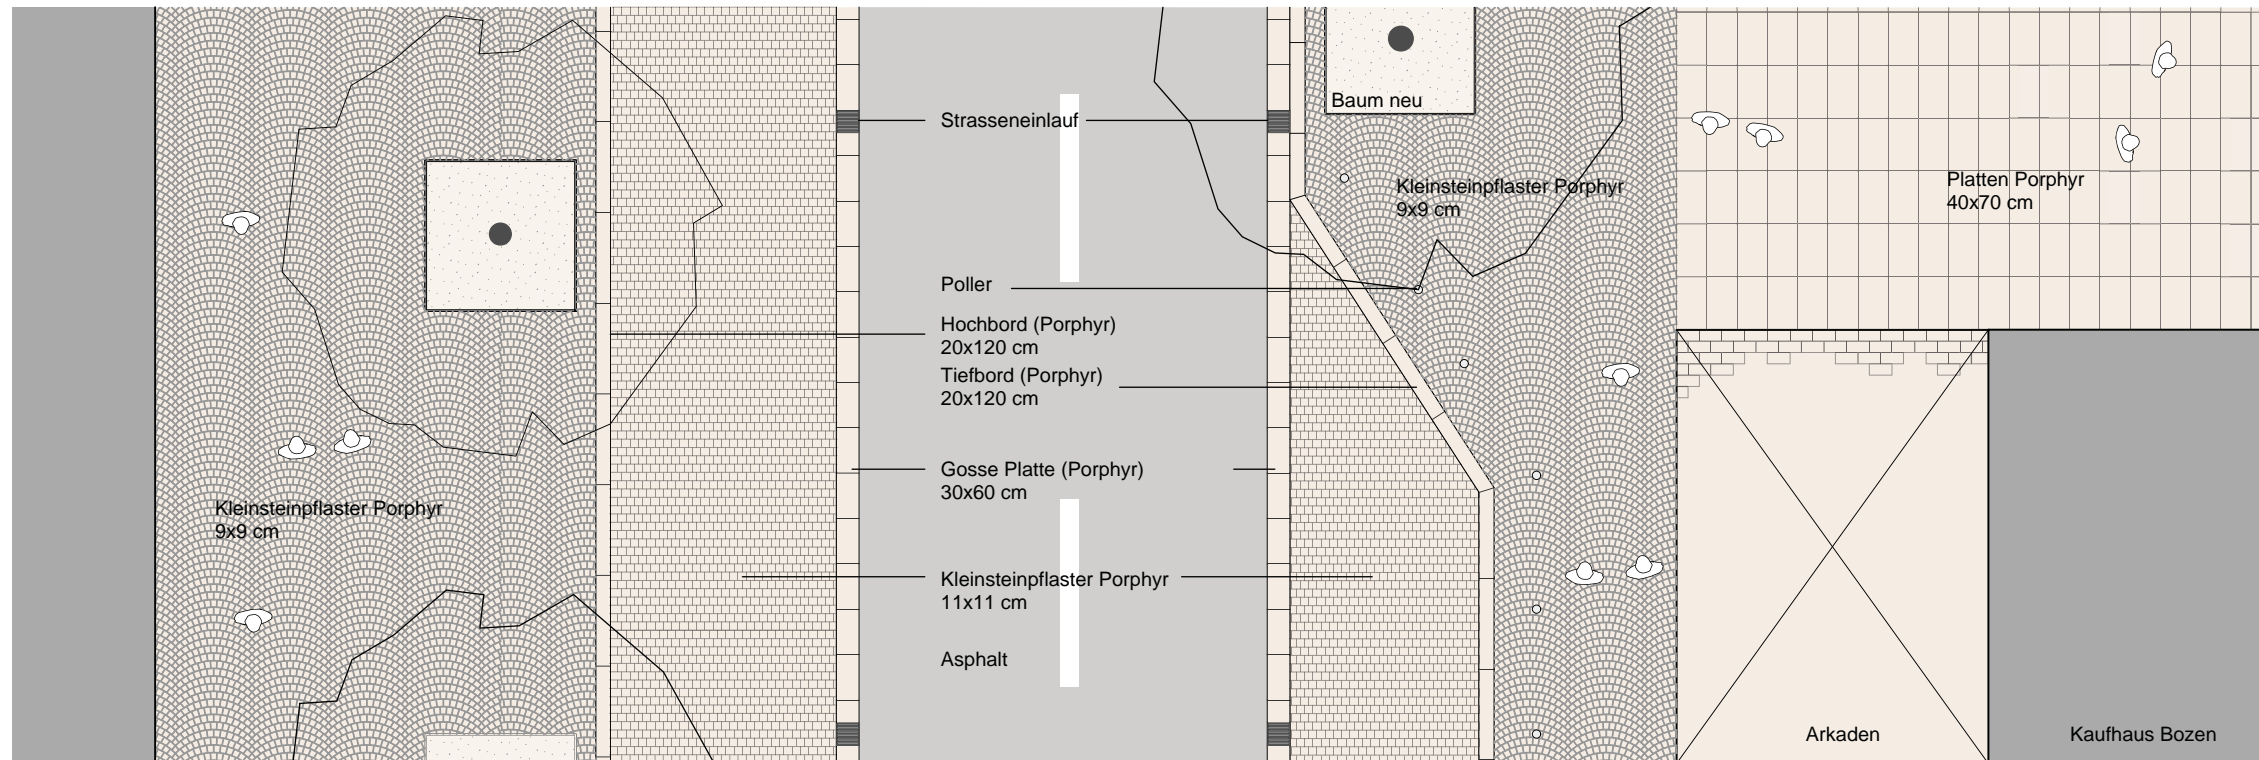 Baum neu
Strasseneinlauf
Kleinsteinpflaster Porphyr
9x9 cm
Platten Porphyr
40x70 cm
Poller
Hochbord (Porphyr)
20x120 cm
Tiefbord (Porphyr)
20x120 cm
Gosse Platte (Porphyr)
30x60 cm
Kleinsteinpflaster Porphyr
9x9 cm
Kleinsteinpflaster Porphyr
11x11 cm
Asphalt
Arkaden
Kaufhaus Bozen